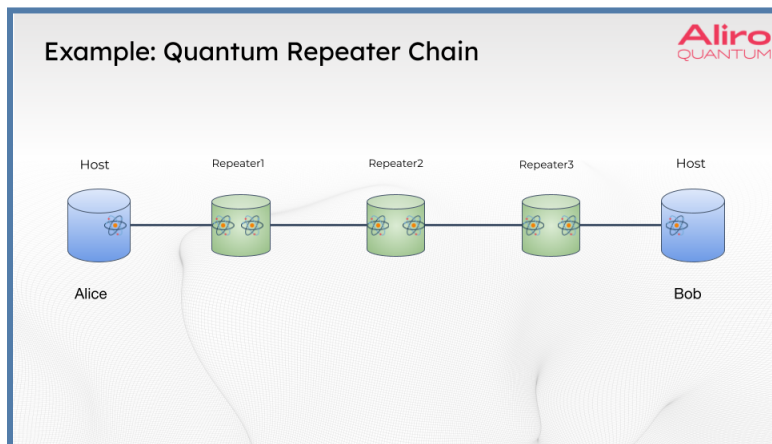 Example: Quantum Repeater Chain
Aliro
QUANTUM
Host
Repeater1
Repeater2
Repeater3
Host
Alice
Bob